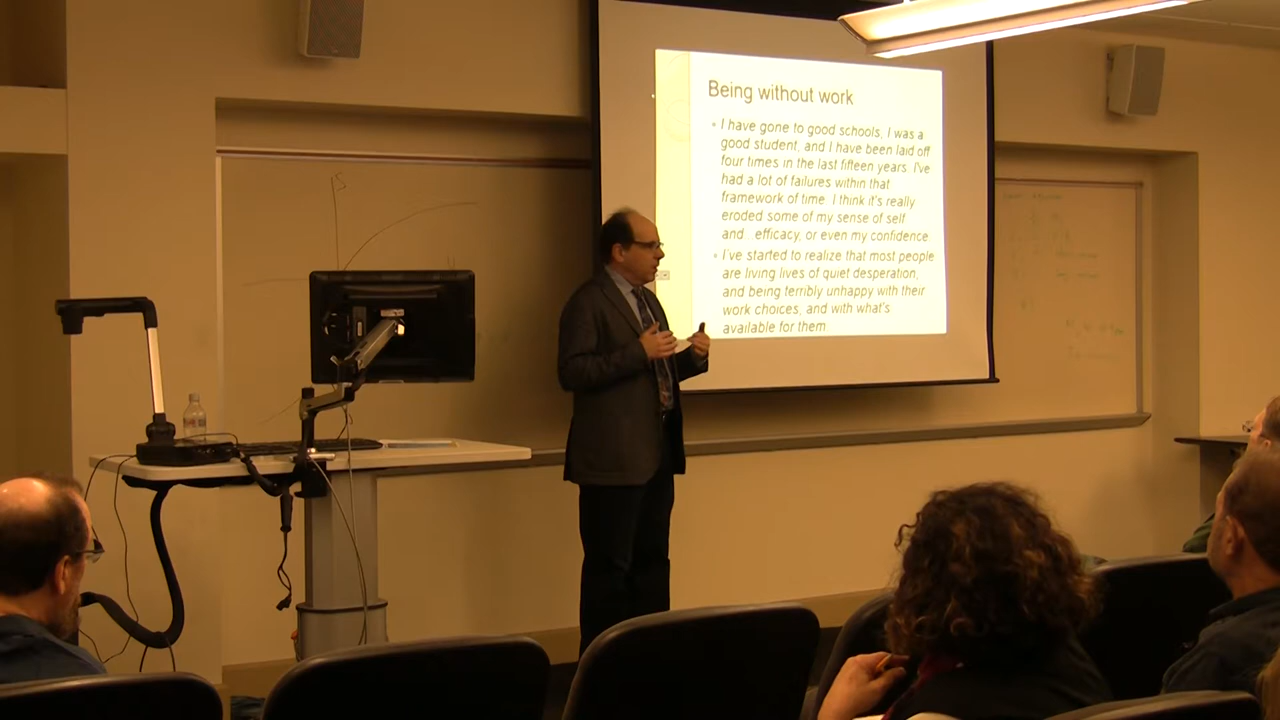 Being without work
• I have gone to good schools, I was a
good student, and I have been laid off
four times in the last fifteen years. I've
had a lot of failures within that
framework of time. I think it's really
eroded some of my sense of self
and...efficacy, or even my confidence.
• I've started to realize that most people
are living lives of quiet desperation,
and being terribly unhappy with their
work choices, and with what's
available for them.